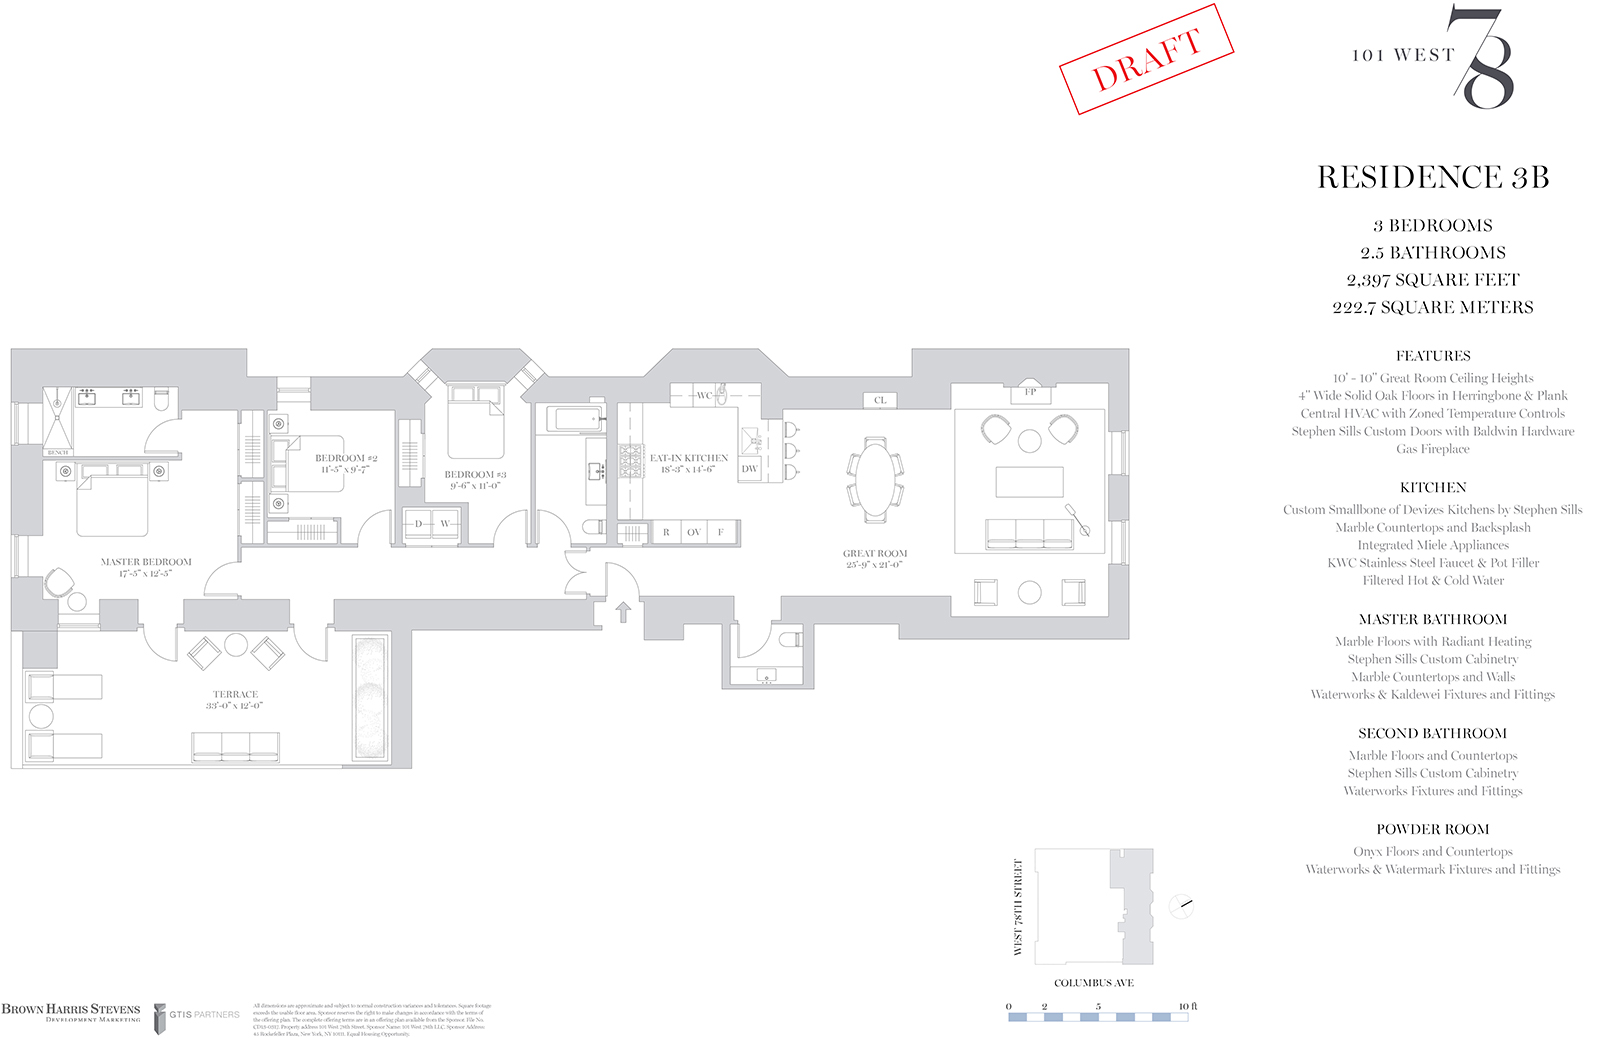 DRAFT
101 WEST 78
RESIDENCE 3B
3 BEDROOMS
2.5 BATHROOMS
2,397 SQUARE FEET
222.7 SQUARE METERS
FEATURES
10' - 10" Great Room Ceiling Heights
4" Wide Solid Oak Floors in Herringbone & Plank
Central HVAC with Zoned Temperature Controls
Stephen Sills Custom Doors with Baldwin Hardware
Gas Fireplace
KITCHEN
Custom Smallbone of Devizes Kitchens by Stephen Sills
Marble Countertops and Backsplash
Integrated Miele Appliances
KWC Stainless Steel Faucet & Pot Filler
Filtered Hot & Cold Water
MASTER BATHROOM
Marble Floors with Radiant Heating
Stephen Sills Custom Cabinetry
Marble Countertops and Walls
Waterworks & Kaldewei Fixtures and Fittings
SECOND BATHROOM
Marble Floors and Countertops
Stephen Sills Custom Cabinetry
Waterworks Fixtures and Fittings
POWDER ROOM
Onyx Floors and Countertops
Waterworks & Watermark Fixtures and Fittings
BENCH
MASTER BEDROOM
17'-5" x 12'-5"
BEDROOM #2
11'-5" x 9'-7"
BEDROOM #3
9'-6" x 11'-0"
D W
WC
EAT-IN KITCHEN
18'-3" x 14'-6"
DW
R OV F
CL
FP
GREAT ROOM
25'-9" x 21'-0"
TERRACE
33'-0" x 12'-0"
WEST 78TH STREET
COLUMBUS AVE
0 2 5 10 ft
BROWN HARRIS STEVENS
DEVELOPMENT MARKETING
GTIS PARTNERS
All dimensions are approximate and subject to normal construction variances and tolerances. Square footage
exceeds the usable floor area. Sponsor reserves the right to make changes in accordance with the terms of
the offering plan. The complete offering terms are in an offering plan available from the Sponsor. File No.
Property address 101 West 78th Street. Sponsor Name: 101 West 78th LLC. Sponsor Address:
45 Rockefeller Plaza, New York, NY 10111. Equal Housing Opportunity.